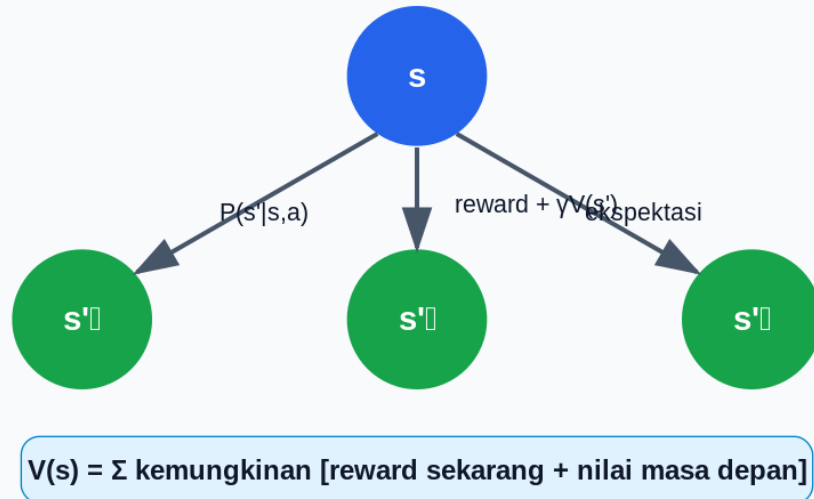 s
P(s'|s,a)
reward + γV(s')
ekspektasi
s'
s'
s'
V(s) = Σ kemungkinan [reward sekarang + nilai masa depan]